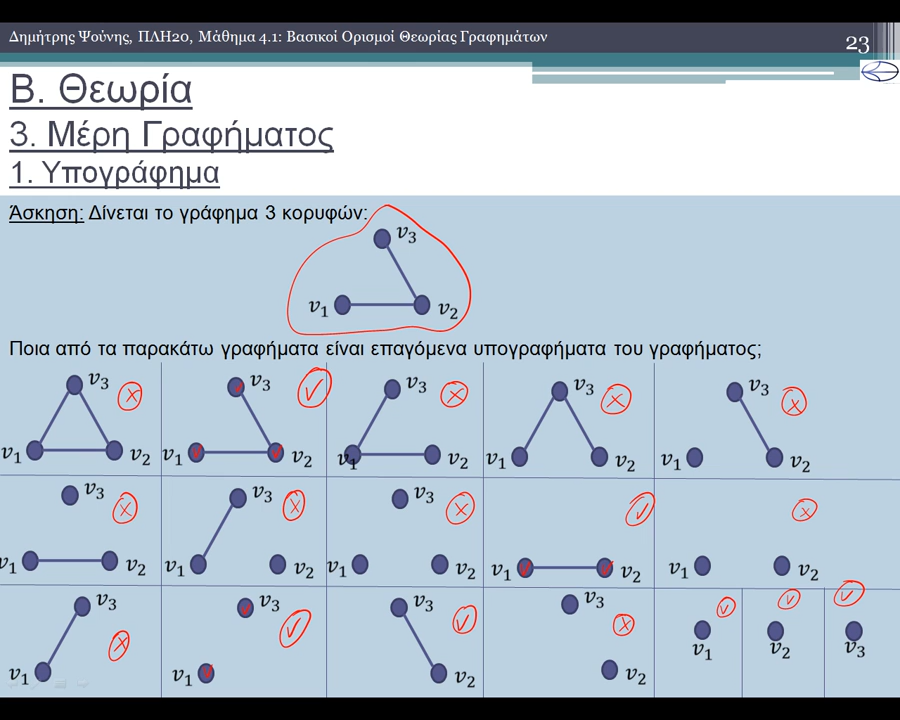 Δημήτρης Ψούνης, ΠΛΗ20, Μάθημα 4.1: Βασικοί Ορισμοί Θεωρίας Γραφημάτων
23
Β. Θεωρία
3. Μέρη Γραφήματος
1. Υπογράφημα
Άσκηση: Δίνεται το γράφημα 3 κορυφών:
v3
v1 v2
Ποια από τα παρακάτω γραφήματα είναι επαγόμενα υπογραφήματα του γραφήματος;
v3 v3 v3 v3 v3
v1 v2 v1 v2 v1 v2 v1 v2 v1 v2
v3 v3 v3
v1 v2 v1 v2 v1 v2 v1 v2 v1 v2
v3 v3 v3 v3
v1 v2 v3
v1 v1 v2 v2